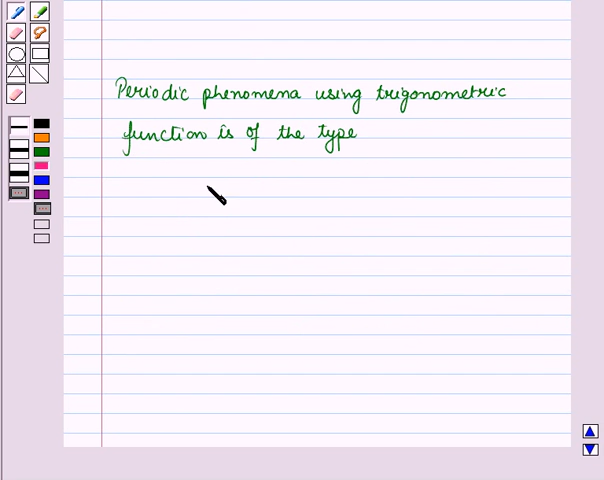 Periodic phenomena using trigonometric
function is of the type